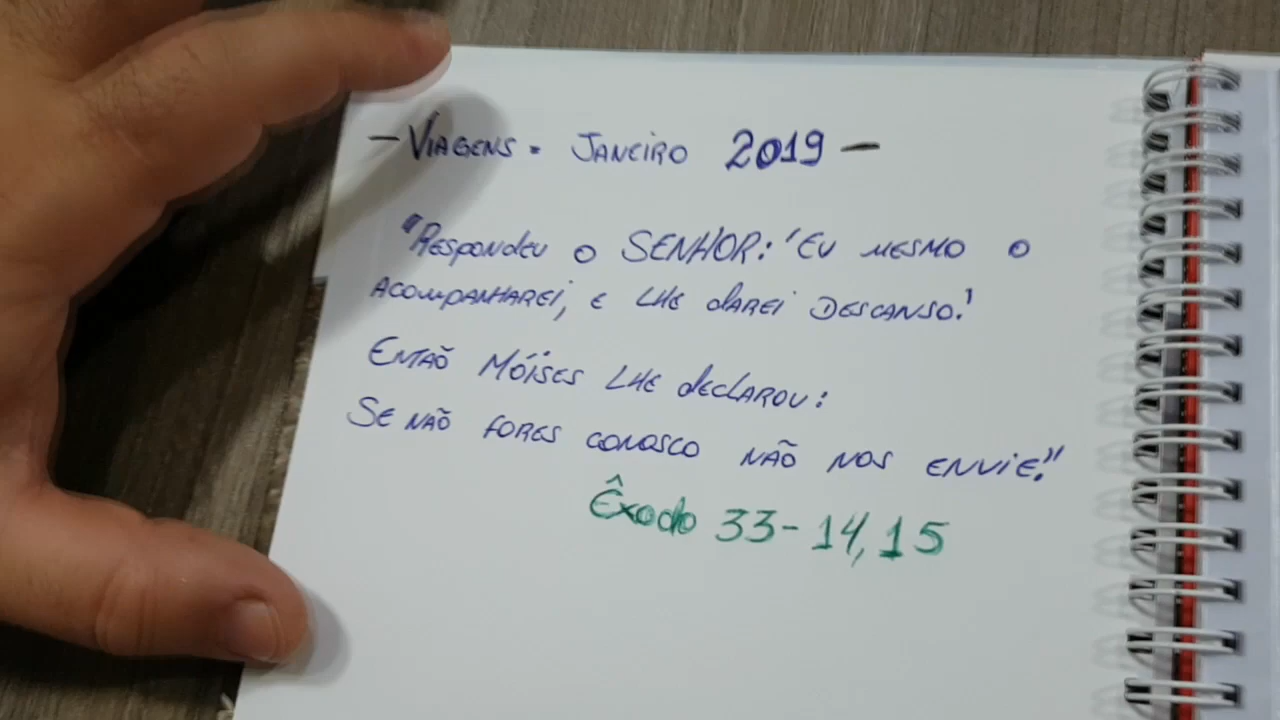 - Viagens - Janeiro 2019 -
"Respondeu o SENHOR: 'Eu mesmo o
acompanharei, e lhe darei descanso!'
Então Móises lhe declarou:
Se não fores conosco não nos envie!"
Êxodo 33-14,15